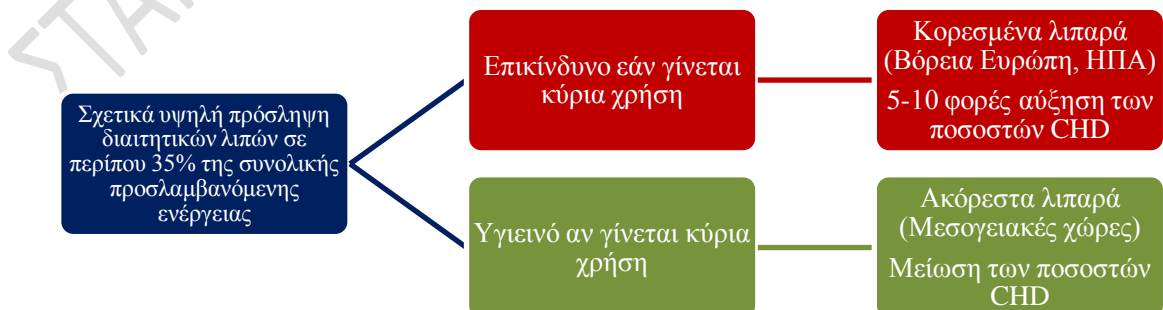 ΣΤΑ
Σχετικά υψηλή πρόσληψη
διαιτητικών λιπών σε
περίπου 35% της συνολικής
προσλαμβανόμενης
ενέργειας
Επικίνδυνο εάν γίνεται
κύρια χρήση
Κορεσμένα λιπαρά
(Βόρεια Ευρώπη, ΗΠΑ)
5-10 φορές αύξηση των
ποσοστών CHD
Υγιεινό αν γίνεται κύρια
χρήση
Ακόρεστα λιπαρά
(Μεσογειακές χώρες)
Μείωση των ποσοστών
CHD